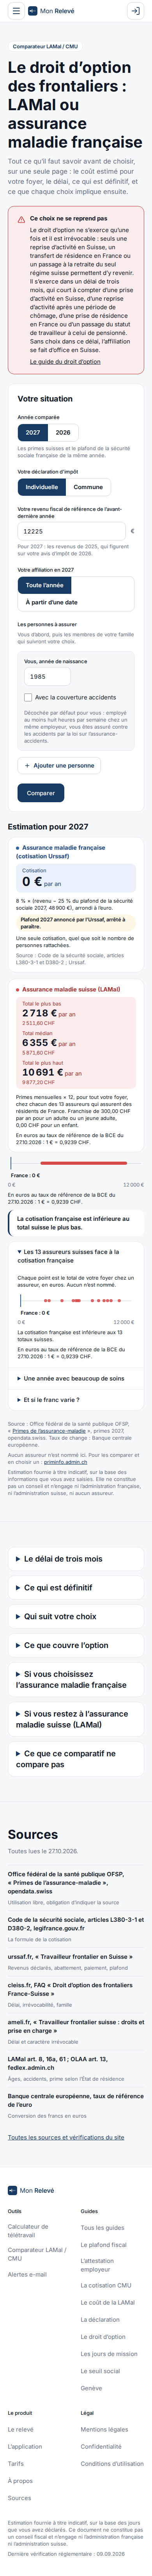 Mon Relevé
Comparateur LAMal / CMU
Le droit d’option
des frontaliers :
LAMal ou
assurance
maladie française
Tout ce qu’il faut savoir avant de choisir,
sur une seule page : le coût estimé pour
votre foyer, le délai, ce qui est définitif, et
ce que chaque choix implique ensuite.
Ce choix ne se reprend pas
Le droit d’option ne s’exerce qu’une
fois et il est irrévocable : seuls une
reprise d’activité en Suisse, un
transfert de résidence en France ou
un passage à la retraite du seul
régime suisse permettent d’y revenir.
Il s’exerce dans un délai de trois
mois, qui court à compter d’une prise
d’activité en Suisse, d’une reprise
d’activité après une période de
chômage, d’une prise de résidence
en France ou d’un passage du statut
de travailleur à celui de pensionné.
Sans choix dans ce délai, l’affiliation
se fait d’office en Suisse.
Le guide du droit d’option
Votre situation
Année comparée
2027 2026
Les primes suisses et le plafond de la sécurité
sociale française de la même année.
Votre déclaration d’impôt
Individuelle Commune
Votre revenu fiscal de référence de l’avant-
dernière année
12225 €
Pour 2027 : les revenus de 2025, qui figurent
sur votre avis d’impôt de 2026.
Votre affiliation en 2027
Toute l’année
À partir d’une date
Les personnes à assurer
Vous d’abord, puis les membres de votre famille
qui suivront votre choix.
Vous, année de naissance
1985
Avec la couverture accidents
Décochée par défaut pour vous : employé
au moins huit heures par semaine chez un
même employeur, vous êtes assuré contre
les accidents par la loi sur l’assurance-
accidents.
+ Ajouter une personne
Comparer
Estimation pour 2027
Assurance maladie française
(cotisation Urssaf)
Cotisation
0 € par an
8 % × (revenu − 25 % du plafond de la sécurité
sociale 2027, 48 900 €), arrondi à l’euro.
Plafond 2027 annoncé par l’Urssaf, arrêté à
paraître.
Une seule cotisation, quel que soit le nombre de
personnes rattachées.
Source : Code de la sécurité sociale, articles
L380-3-1 et D380-2 ; Urssaf.
Assurance maladie suisse (LAMal)
Total le plus bas
2 718 € par an
2 511,60 CHF
Total médian
6 355 € par an
5 871,60 CHF
Total le plus haut
10 691 € par an
9 877,20 CHF
Primes mensuelles × 12, pour tout votre foyer,
chez chacun des 13 assureurs qui assurent des
résidents de France. Franchise de 300,00 CHF
par an pour un adulte ou un jeune adulte,
0,00 CHF pour un enfant.
En euros au taux de référence de la BCE du
27.10.2026 : 1 € = 0,9239 CHF.
France : 0 €
0 € 12 000 €
En euros au taux de référence de la BCE du
27.10.2026 : 1 € = 0,9239 CHF.
La cotisation française est inférieure au
total suisse le plus bas.
Les 13 assureurs suisses face à la
cotisation française
Chaque point est le total de votre foyer chez un
assureur, en euros. Aucun n’est nommé.
France : 0 €
0 € 12 000 €
La cotisation française est inférieure aux 13
totaux suisses.
En euros au taux de référence de la BCE du
27.10.2026 : 1 € = 0,9239 CHF.
Une année avec beaucoup de soins
Et si le franc varie ?
Source : Office fédéral de la santé publique OFSP,
« Primes de l’assurance-maladie », primes 2027,
opendata.swiss. Taux de change : Banque centrale
européenne.
Aucun assureur n’est nommé ici. Pour les comparer et
en choisir un : priminfo.admin.ch
Estimation fournie à titre indicatif, sur la base des
informations que vous avez saisies. Elle ne constitue
pas un conseil et n’engage ni l’administration française,
ni l’administration suisse, ni aucun assureur.
Le délai de trois mois
Ce qui est définitif
Qui suit votre choix
Ce que couvre l’option
Si vous choisissez
l’assurance maladie française
Si vous restez à l’assurance
maladie suisse (LAMal)
Ce que ce comparatif ne
compare pas
Sources
Toutes lues le 27.10.2026.
Office fédéral de la santé publique OFSP,
« Primes de l’assurance-maladie »,
opendata.swiss
Utilisation libre, obligation d’indiquer la source
Code de la sécurité sociale, articles L380-3-1 et
D380-2, legifrance.gouv.fr
La formule de la cotisation
urssaf.fr, « Travailleur frontalier en Suisse »
Revenus déclarés, abattement, paiement, plafond
cleiss.fr, FAQ « Droit d’option des frontaliers
France-Suisse »
Délai, irrévocabilité, famille
ameli.fr, « Travailleur frontalier suisse : droits et
prise en charge »
Délai et caractère irrévocable
LAMal art. 8, 16a, 61 ; OLAA art. 13,
fedlex.admin.ch
Âges, accidents, prime selon l’État de résidence
Banque centrale européenne, taux de référence
de l’euro
Conversion des francs en euros
Toutes les sources et vérifications du site
Mon Relevé
Outils
Calculateur de
télétravail
Comparateur LAMal /
CMU
Alertes e-mail
Guides
Tous les guides
Le plafond fiscal
L’attestation
employeur
La cotisation CMU
Le coût de la LAMal
La déclaration
Le droit d’option
Les jours de mission
Le seuil social
Genève
Le produit
Le relevé
L’application
Tarifs
À propos
Sources
Légal
Mentions légales
Confidentialité
Conditions d’utilisation
Estimation fournie à titre indicatif, sur la base des jours
que vous avez déclarés. Ce document ne constitue pas
un conseil fiscal et n’engage ni l’administration française
ni l’administration suisse.
Dernière vérification réglementaire : 09.09.2026